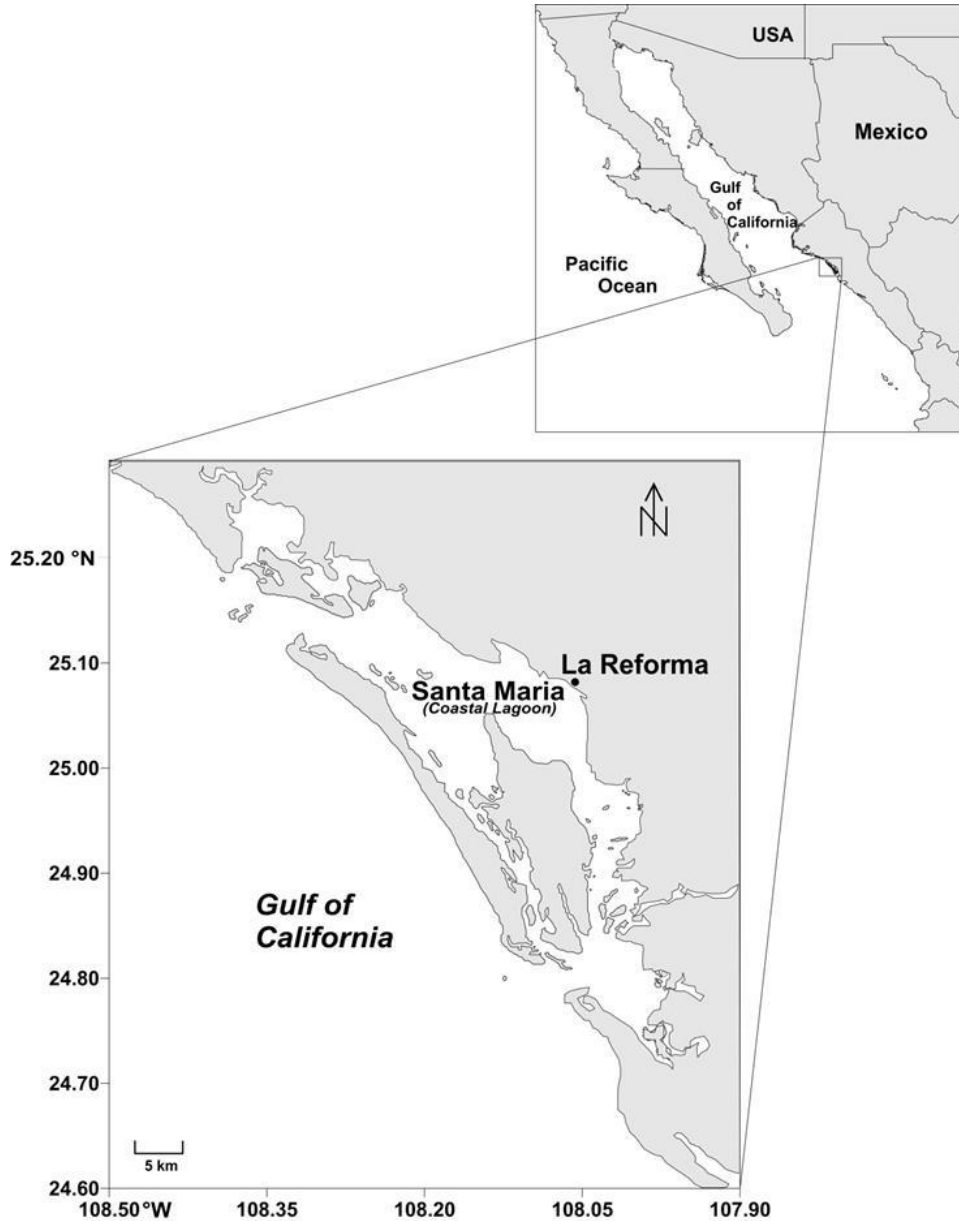 USA
Mexico
Gulf
of
California
Pacific
Ocean
N
25.20 °N
25.10
La Reforma
Santa Maria
(Coastal Lagoon)
25.00
24.90
Gulf of
California
24.80
24.70
5 km
24.60
108.50°W
108.35
108.20
108.05
107.90